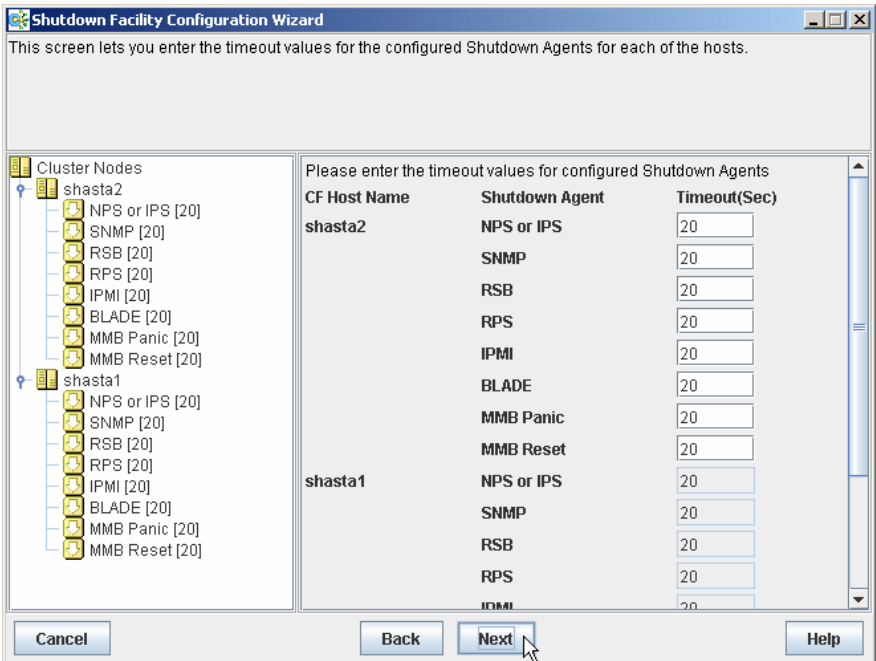 Shutdown Facility Configuration Wizard
This screen lets you enter the timeout values for the configured Shutdown Agents for each of the hosts.
Cluster Nodes
shasta2
NPS or IPS [20]
SNMP [20]
RSB [20]
RPS [20]
IPMI [20]
BLADE [20]
MMB Panic [20]
MMB Reset [20]
shasta1
NPS or IPS [20]
SNMP [20]
RSB [20]
RPS [20]
IPMI [20]
BLADE [20]
MMB Panic [20]
MMB Reset [20]
Please enter the timeout values for configured Shutdown Agents
CF Host Name Shutdown Agent Timeout(Sec)
shasta2 NPS or IPS 20
SNMP 20
RSB 20
RPS 20
IPMI 20
BLADE 20
MMB Panic 20
MMB Reset 20
shasta1 NPS or IPS 20
SNMP 20
RSB 20
RPS 20
IPMI 20
Cancel Back Next Help